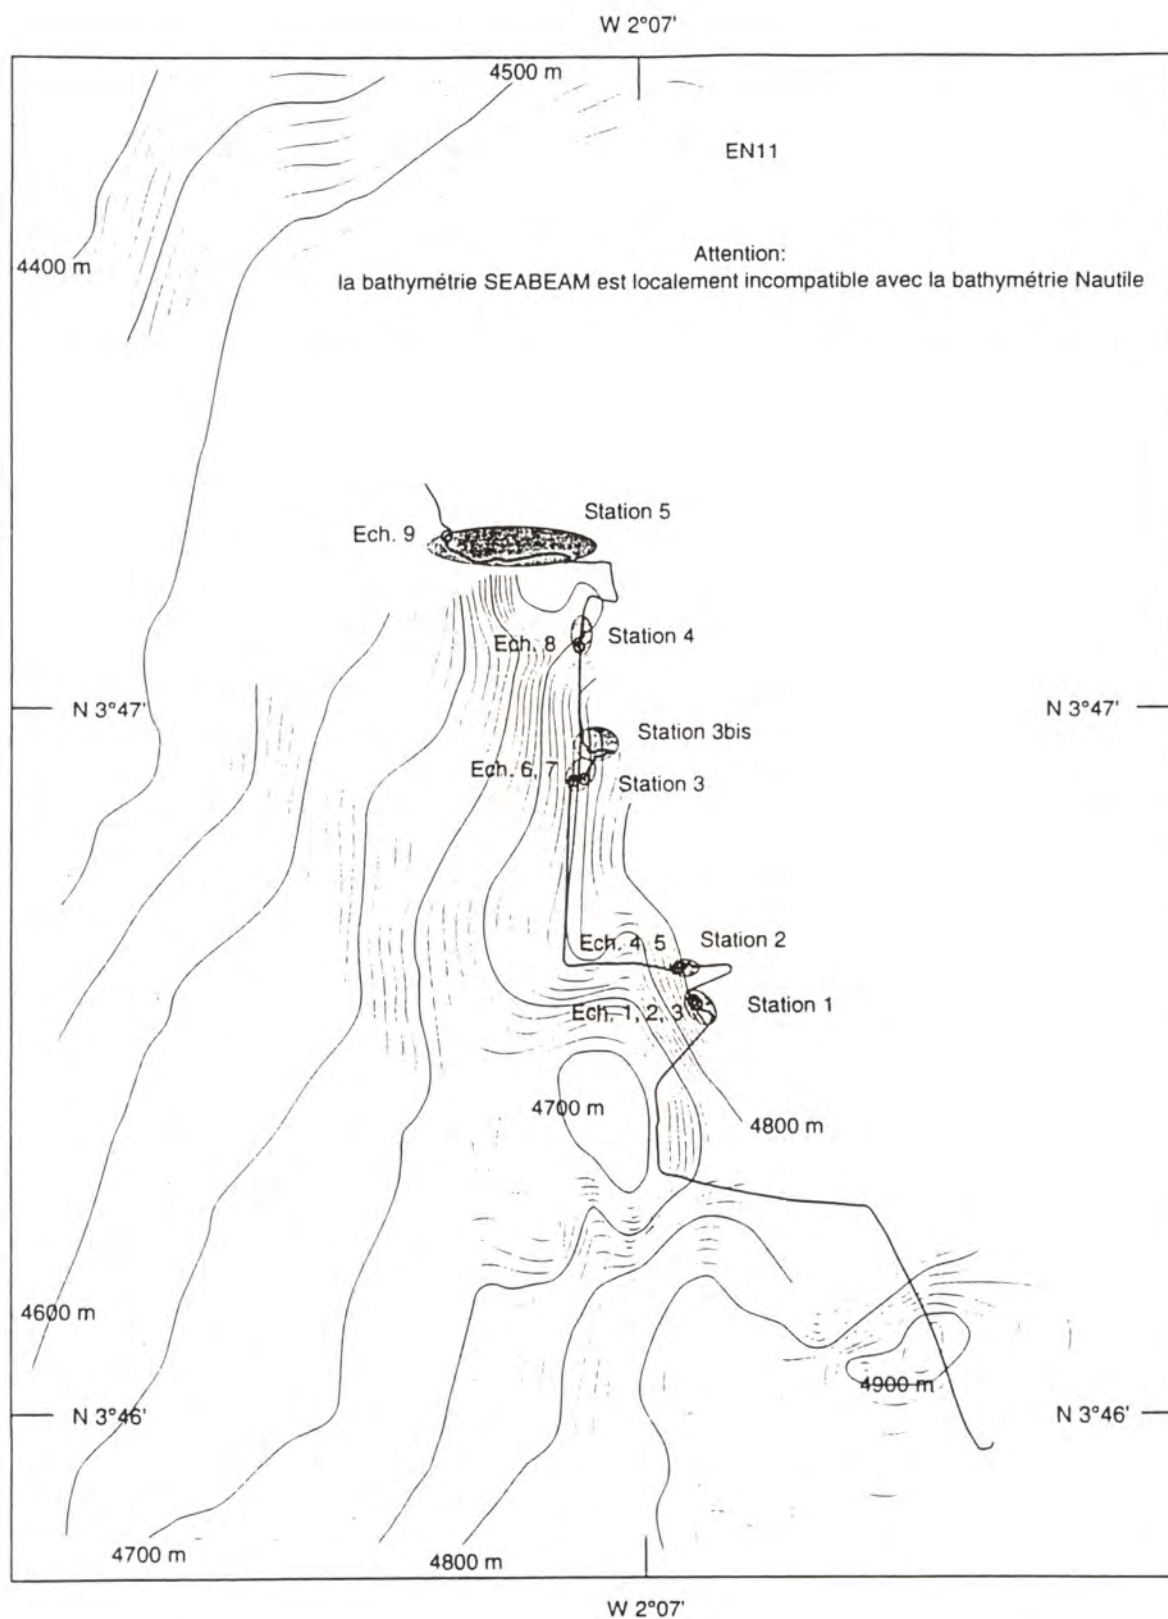 W 2°07'
4500 m
EN11
4400 m
Attention:
la bathymétrie SEABEAM est localement incompatible avec la bathymétrie Nautile
Station 5
Ech. 9
Ech. 8
Station 4
N 3°47'
N 3°47'
Station 3bis
Ech. 6, 7
Station 3
Ech. 4, 5
Station 2
Ech. 1, 2, 3
Station 1
4700 m
4800 m
4600 m
4900 m
N 3°46'
N 3°46'
4700 m
4800 m
W 2°07'